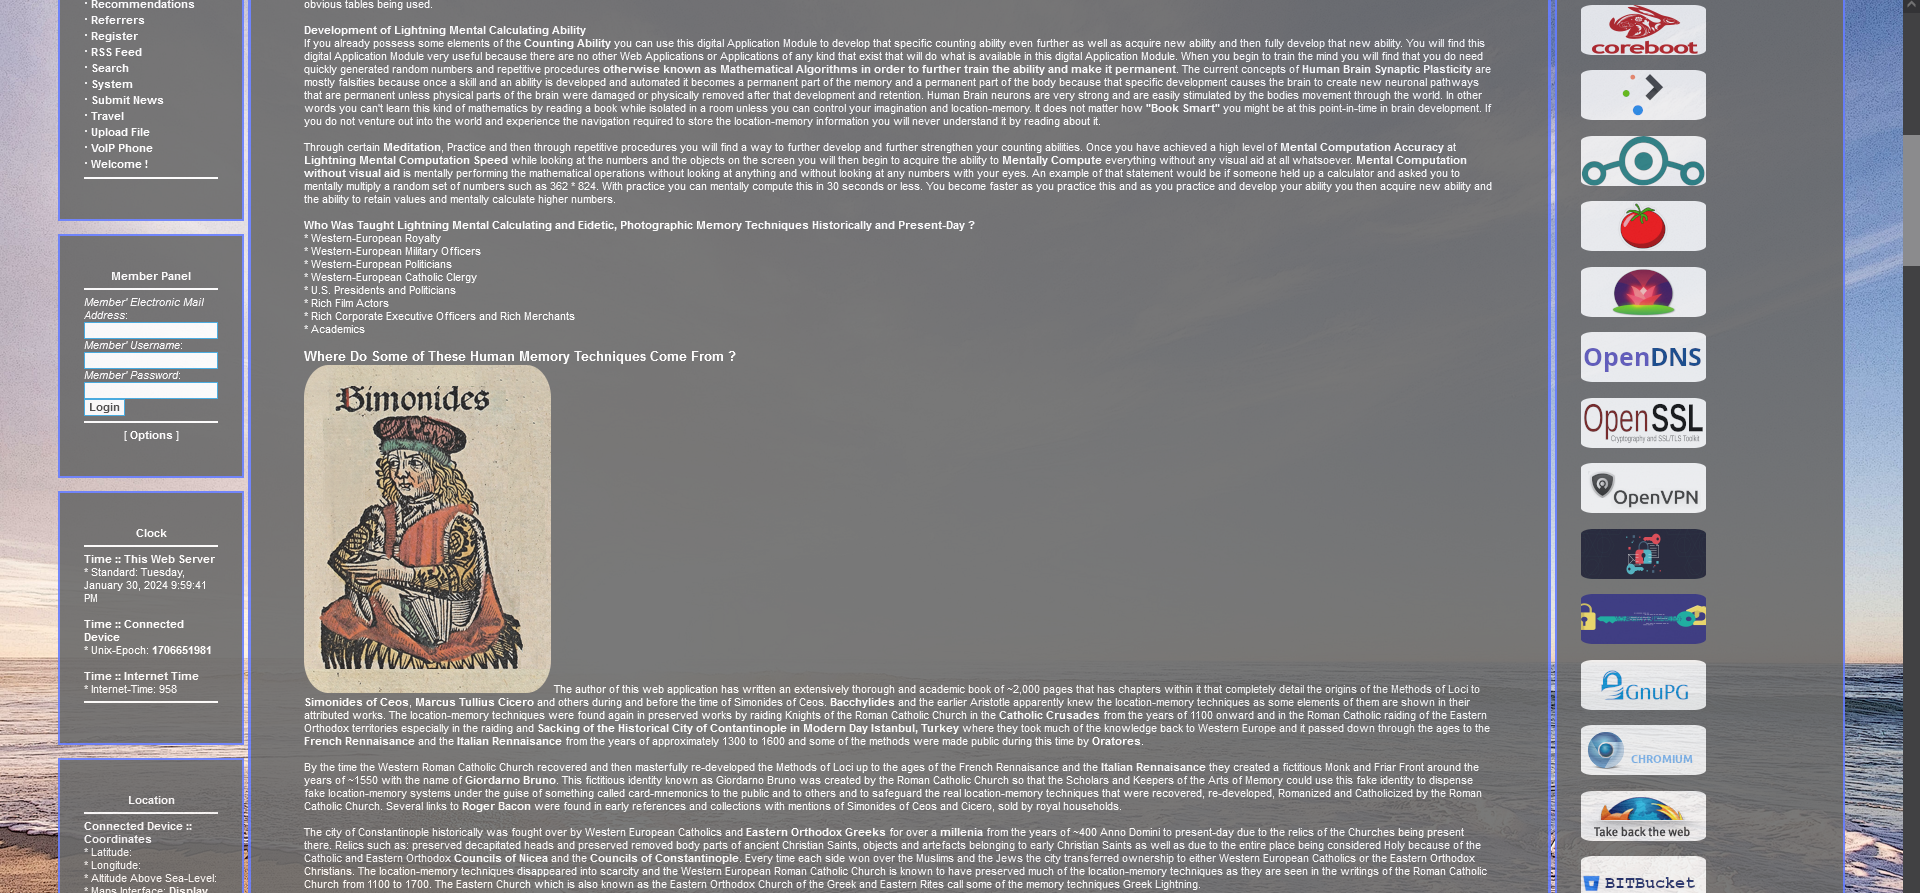 · Recommendations
· Referrers
· Register
· RSS Feed
· Search
· System
· Submit News
· Travel
· Upload File
· VoIP Phone
· Welcome !
Member Panel
Member' Electronic Mail
Address:
Member' Username:
Member' Password:
Login
[ Options ]
Clock
Time :: This Web Server
* Standard: Tuesday,
January 30, 2024 9:59:41
PM
Time :: Connected
Device
* Unix-Epoch: 1706651981
Time :: Internet Time
* Internet-Time: 958
Location
Connected Device ::
Coordinates
* Latitude:
* Longitude:
* Altitude Above Sea-Level:
* Maps Interface: Display
obvious tables being used.
Development of Lightning Mental Calculating Ability
If you already possess some elements of the Counting Ability you can use this digital Application Module to develop that specific counting ability even further as well as acquire new ability and then fully develop that new ability. You will find this
digital Application Module very useful because there are no other Web Applications or Applications of any kind that exist that will do what is available in this digital Application Module. When you begin to train the mind you will find that you do need
quickly generated random numbers and repetitive procedures otherwise known as Mathematical Algorithms in order to further train the ability and make it permanent. The current concepts of Human Brain Synaptic Plasticity are
mostly falsities because once a skill and an ability is developed and automated it becomes a permanent part of the memory and a permanent part of the body because that specific development causes the brain to create new neuronal pathways
that are permanent unless physical parts of the brain were damaged or physically removed after that development and retention. Human Brain neurons are very strong and are easily stimulated by the bodies movement through the world. In other
words you can't learn this kind of mathematics by reading a book while isolated in a room unless you can control your imagination and location-memory. It does not matter how "Book Smart" you might be at this point-in-time in brain development. If
you do not venture out into the world and experience the navigation required to store the location-memory information you will never understand it by reading about it.
Through certain Meditation, Practice and then through repetitive procedures you will find a way to further develop and further strengthen your counting abilities. Once you have achieved a high level of Mental Computation Accuracy at
Lightning Mental Computation Speed while looking at the numbers and the objects on the screen you will then begin to acquire the ability to Mentally Compute everything without any visual aid at all whatsoever. Mental Computation
without visual aid is mentally performing the mathematical operations without looking at anything and without looking at any numbers with your eyes. An example of that statement would be if someone held up a calculator and asked you to
mentally multiply a random set of numbers such as 362 * 824. With practice you can mentally compute this in 30 seconds or less. You become faster as you practice this and as you practice and develop your ability you then acquire new ability and
the ability to retain values and mentally calculate higher numbers.
Who Was Taught Lightning Mental Calculating and Eidetic, Photographic Memory Techniques Historically and Present-Day ?
* Western-European Royalty
* Western-European Military Officers
* Western-European Politicians
* Western-European Catholic Clergy
* U.S. Presidents and Politicians
* Rich Film Actors
* Rich Corporate Executive Officers and Rich Merchants
* Academics
Where Do Some of These Human Memory Techniques Come From ?
Simonides
The author of this web application has written an extensively thorough and academic book of ~2,000 pages that has chapters within it that completely detail the origins of the Methods of Loci to
Simonides of Ceos, Marcus Tullius Cicero and others during and before the time of Simonides of Ceos. Bacchylides and the earlier Aristotle apparently knew the location-memory techniques as some elements of them are shown in their
attributed works. The location-memory techniques were found again in preserved works by raiding Knights of the Roman Catholic Church in the Catholic Crusades from the years of 1100 onward and in the Roman Catholic raiding of the Eastern
Orthodox territories especially in the raiding and Sacking of the Historical City of Contantinople in Modern Day Istanbul, Turkey where they took much of the knowledge back to Western Europe and it passed down through the ages to the
French Rennaisance and the Italian Rennaisance from the years of approximately 1300 to 1600 and some of the methods were made public during this time by Oratores.
By the time the Western Roman Catholic Church recovered and then masterfully re-developed the Methods of Loci up to the ages of the French Rennaisance and the Italian Rennaisance they created a fictitious Monk and Friar Front around the
years of ~1550 with the name of Giordarno Bruno. This fictitious identity known as Giordarno Bruno was created by the Roman Catholic Church so that the Scholars and Keepers of the Arts of Memory could use this fake identity to dispense
fake location-memory systems under the guise of something called card-mnemonics to the public and to others and to safeguard the real location-memory techniques that were recovered, re-developed, Romanized and Catholicized by the Roman
Catholic Church. Several links to Roger Bacon were found in early references and collections with mentions of Simonides of Ceos and Cicero, sold by royal households.
The city of Constantinople historically was fought over by Western European Catholics and Eastern Orthodox Greeks for over a millenia from the years of ~400 Anno Domini to present-day due to the relics of the Churches being present
there. Relics such as: preserved decapitated heads and preserved removed body parts of ancient Christian Saints, objects and artefacts belonging to early Christian Saints as well as due to the entire place being considered Holy because of the
Catholic and Eastern Orthodox Councils of Nicea and the Councils of Constantinople. Every time each side won over the Muslims and the Jews the city transferred ownership to either Western European Catholics or the Eastern Orthodox
Christians. The location-memory techniques disappeared into scarcity and the Western European Roman Catholic Church is known to have preserved much of the location-memory techniques as they are seen in the writings of the Roman Catholic
Church from 1100 to 1700. The Eastern Church which is also known as the Eastern Orthodox Church of the Greek and Eastern Rites call some of the memory techniques Greek Lightning.
coreboot
OpenDNS
OpenSSL
Cryptography and SSL/TLS Toolkit
OpenVPN
GnuPG
CHROMIUM
Take back the web
BITBucket